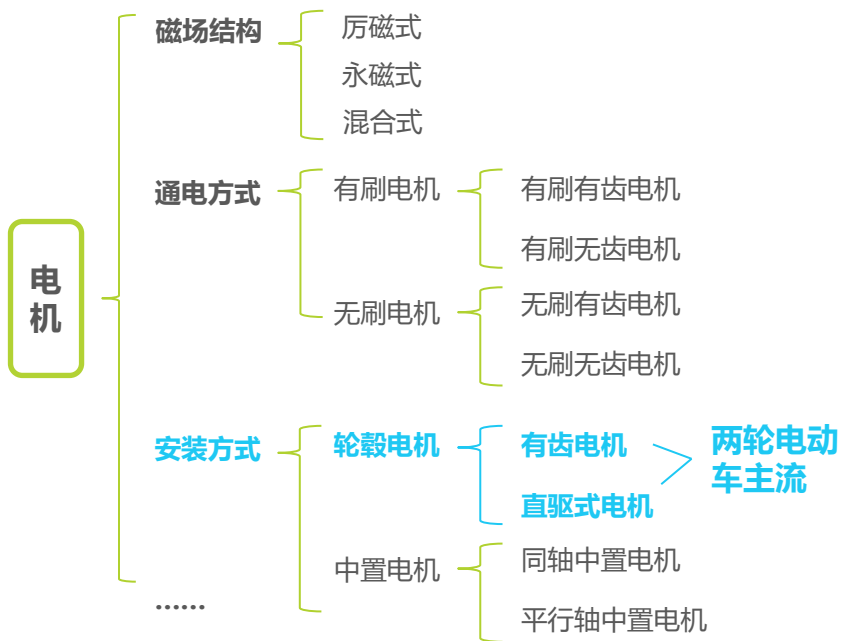 磁场结构
厉磁式
永磁式
混合式
通电方式
有刷电机
有刷有齿电机
有刷无齿电机
无刷电机
无刷有齿电机
无刷无齿电机
电
机
安装方式
轮毂电机
有齿电机
直驱式电机
两轮电动
车主流
中置电机
同轴中置电机
平行轴中置电机
……